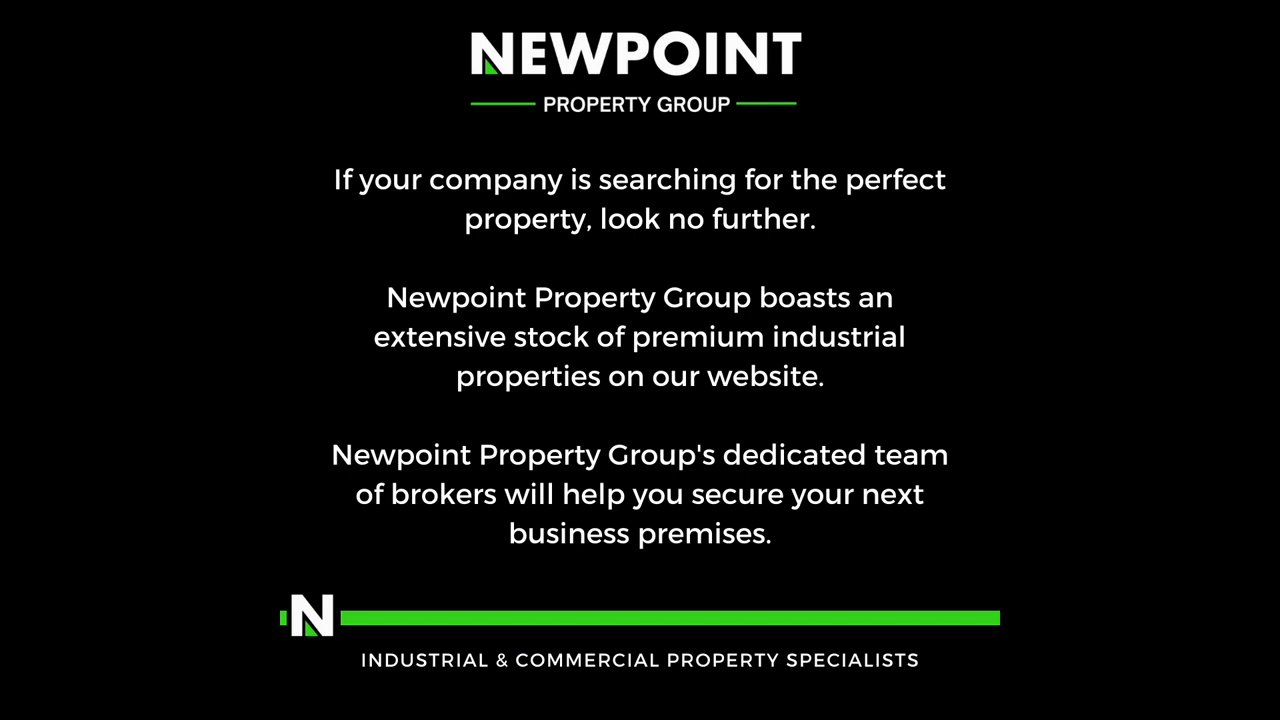 NEWPOINT
PROPERTY GROUP
If your company is searching for the perfect
property, look no further.
Newpoint Property Group boasts an
extensive stock of premium industrial
properties on our website.
Newpoint Property Group's dedicated team
of brokers will help you secure your next
business premises.
N
INDUSTRIAL & COMMERCIAL PROPERTY SPECIALISTS